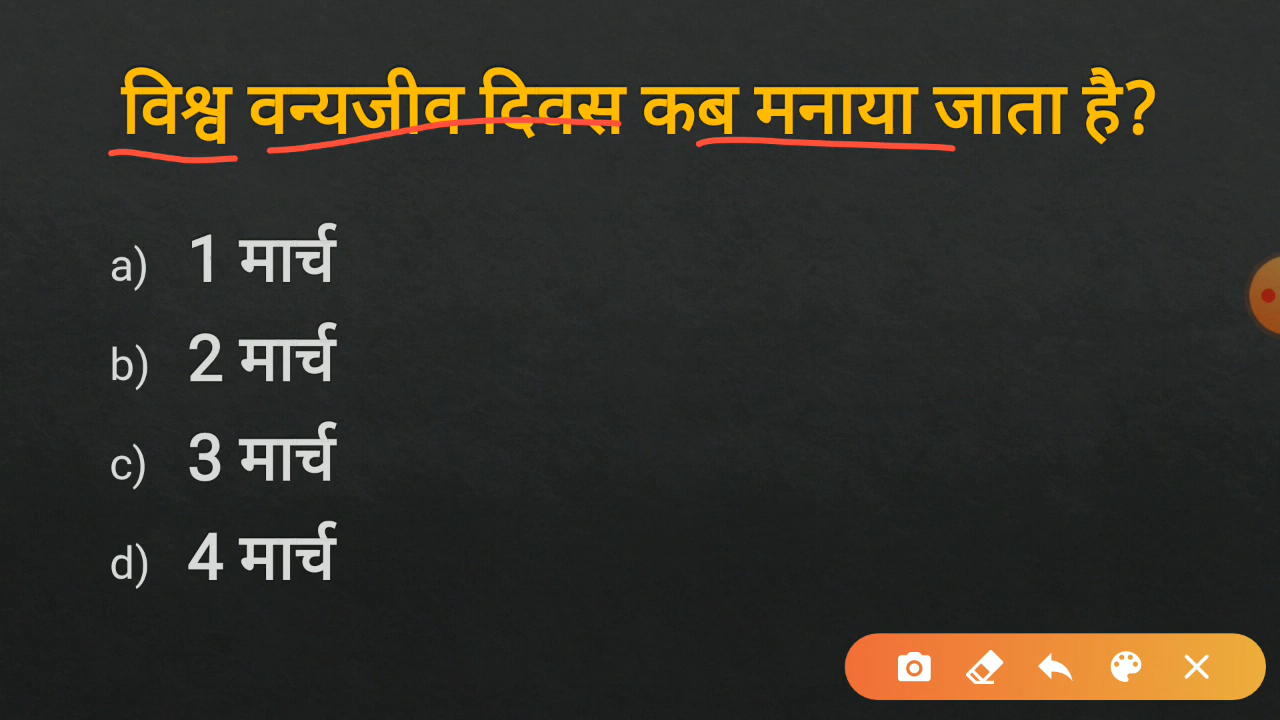 विश्व वन्यजीव दिवस कब मनाया जाता है?
a) 1 मार्च
b) 2 मार्च
c) 3 मार्च
d) 4 मार्च